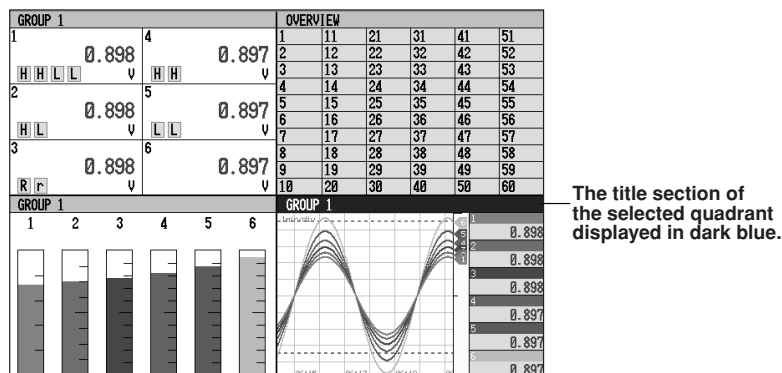 GROUP 1
1
0.898
H H L L V
4
0.897
H H V
2
0.898
H L V
5
0.897
L L V
3
0.898
R r V
6
0.897
V
OVERVIEW
1 11 21 31 41 51
2 12 22 32 42 52
3 13 23 33 43 53
4 14 24 34 44 54
5 15 25 35 45 55
6 16 26 36 46 56
7 17 27 37 47 57
8 18 28 38 48 58
9 19 29 39 49 59
10 20 30 40 50 60
GROUP 1
1 2 3 4 5 6
GROUP 1
1min/div
1
0.898
2
0.898
3
0.898
4
0.897
5
0.897
6
0.897
The title section of
the selected quadrant
displayed in dark blue.